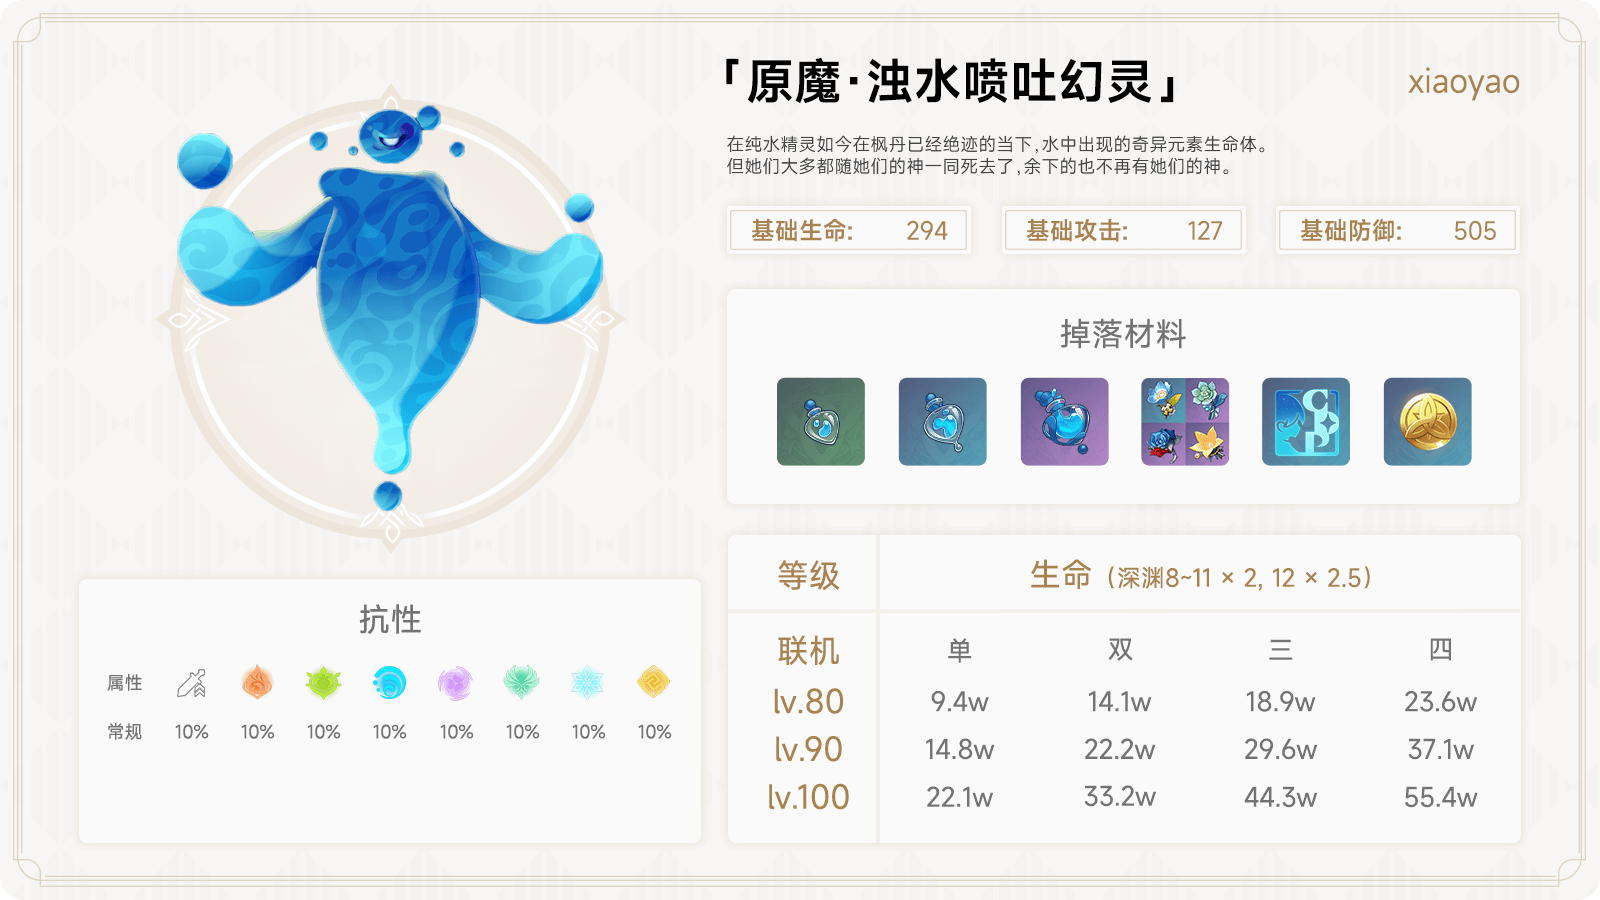 「原魔·浊水喷吐幻灵」
xiaoyao
在纯水精灵如今在枫丹已经绝迹的当下,水中出现的奇异元素生命体。
但她们大多都随她们的神一同死去了,余下的也不再有她们的神。
基础生命: 294
基础攻击: 127
基础防御: 505
掉落材料
抗性
属性
常规 10% 10% 10% 10% 10% 10% 10% 10%
等级 生命（深渊8~11 × 2, 12 × 2.5）
联机 单 双 三 四
lv.80 9.4w 14.1w 18.9w 23.6w
lv.90 14.8w 22.2w 29.6w 37.1w
lv.100 22.1w 33.2w 44.3w 55.4w